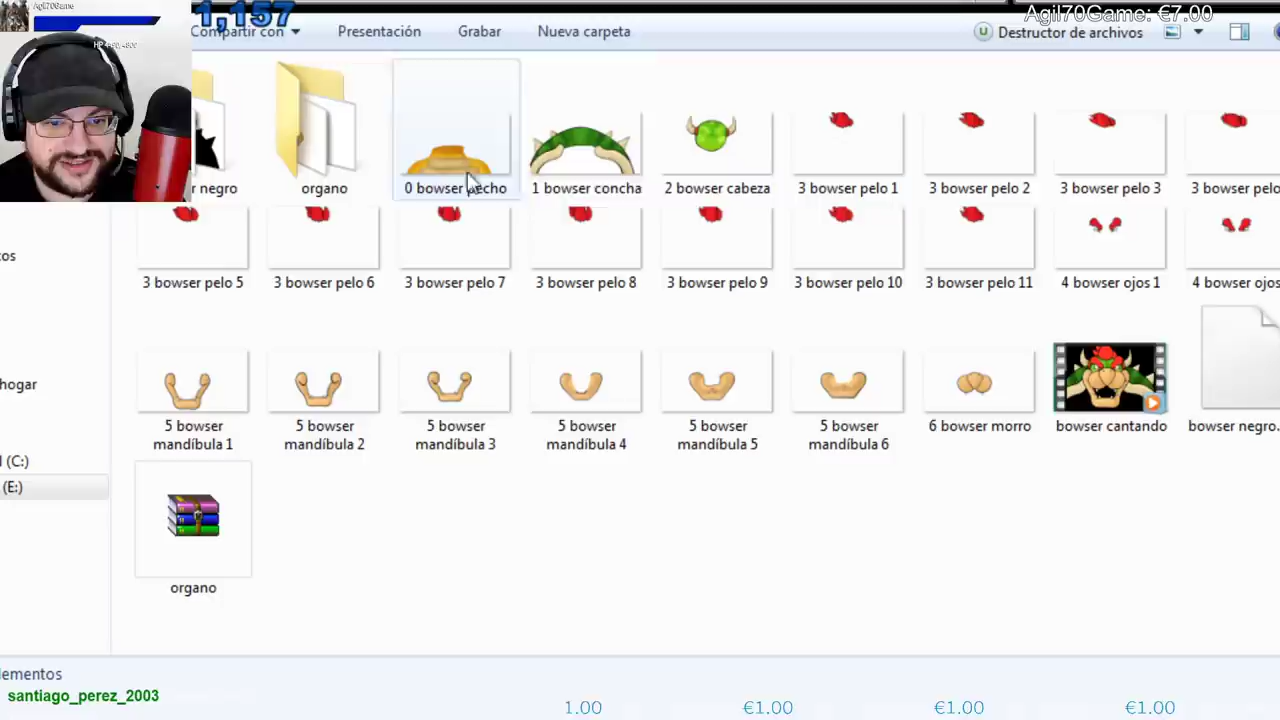 Agil70Game
1,157
Agil70Game: €7.00
Compartir con
Presentación
Grabar
Nueva carpeta
Destructor de archivos
r negro
organo
0 bowser pecho
1 bowser concha
2 bowser cabeza
3 bowser pelo 1
3 bowser pelo 2
3 bowser pelo 3
3 bowser pelo
3 bowser pelo 5
3 bowser pelo 6
3 bowser pelo 7
3 bowser pelo 8
3 bowser pelo 9
3 bowser pelo 10
3 bowser pelo 11
4 bowser ojos 1
4 bowser ojos
os
hogar
l (C:)
(E:)
5 bowser
mandíbula 1
5 bowser
mandíbula 2
5 bowser
mandíbula 3
5 bowser
mandíbula 4
5 bowser
mandíbula 5
5 bowser
mandíbula 6
6 bowser morro
bowser cantando
bowser negro.
organo
lementos
santiago_perez_2003
1.00
€1.00
€1.00
€1.00